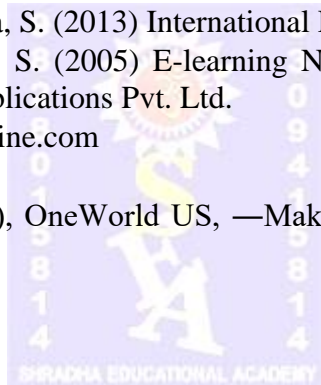 a, S. (2013) International
S. (2005) E-learning N
blications Pvt. Ltd.
ine.com
), OneWorld US, ―Mak
SHRADHA EDUCATIONAL ACADEMY